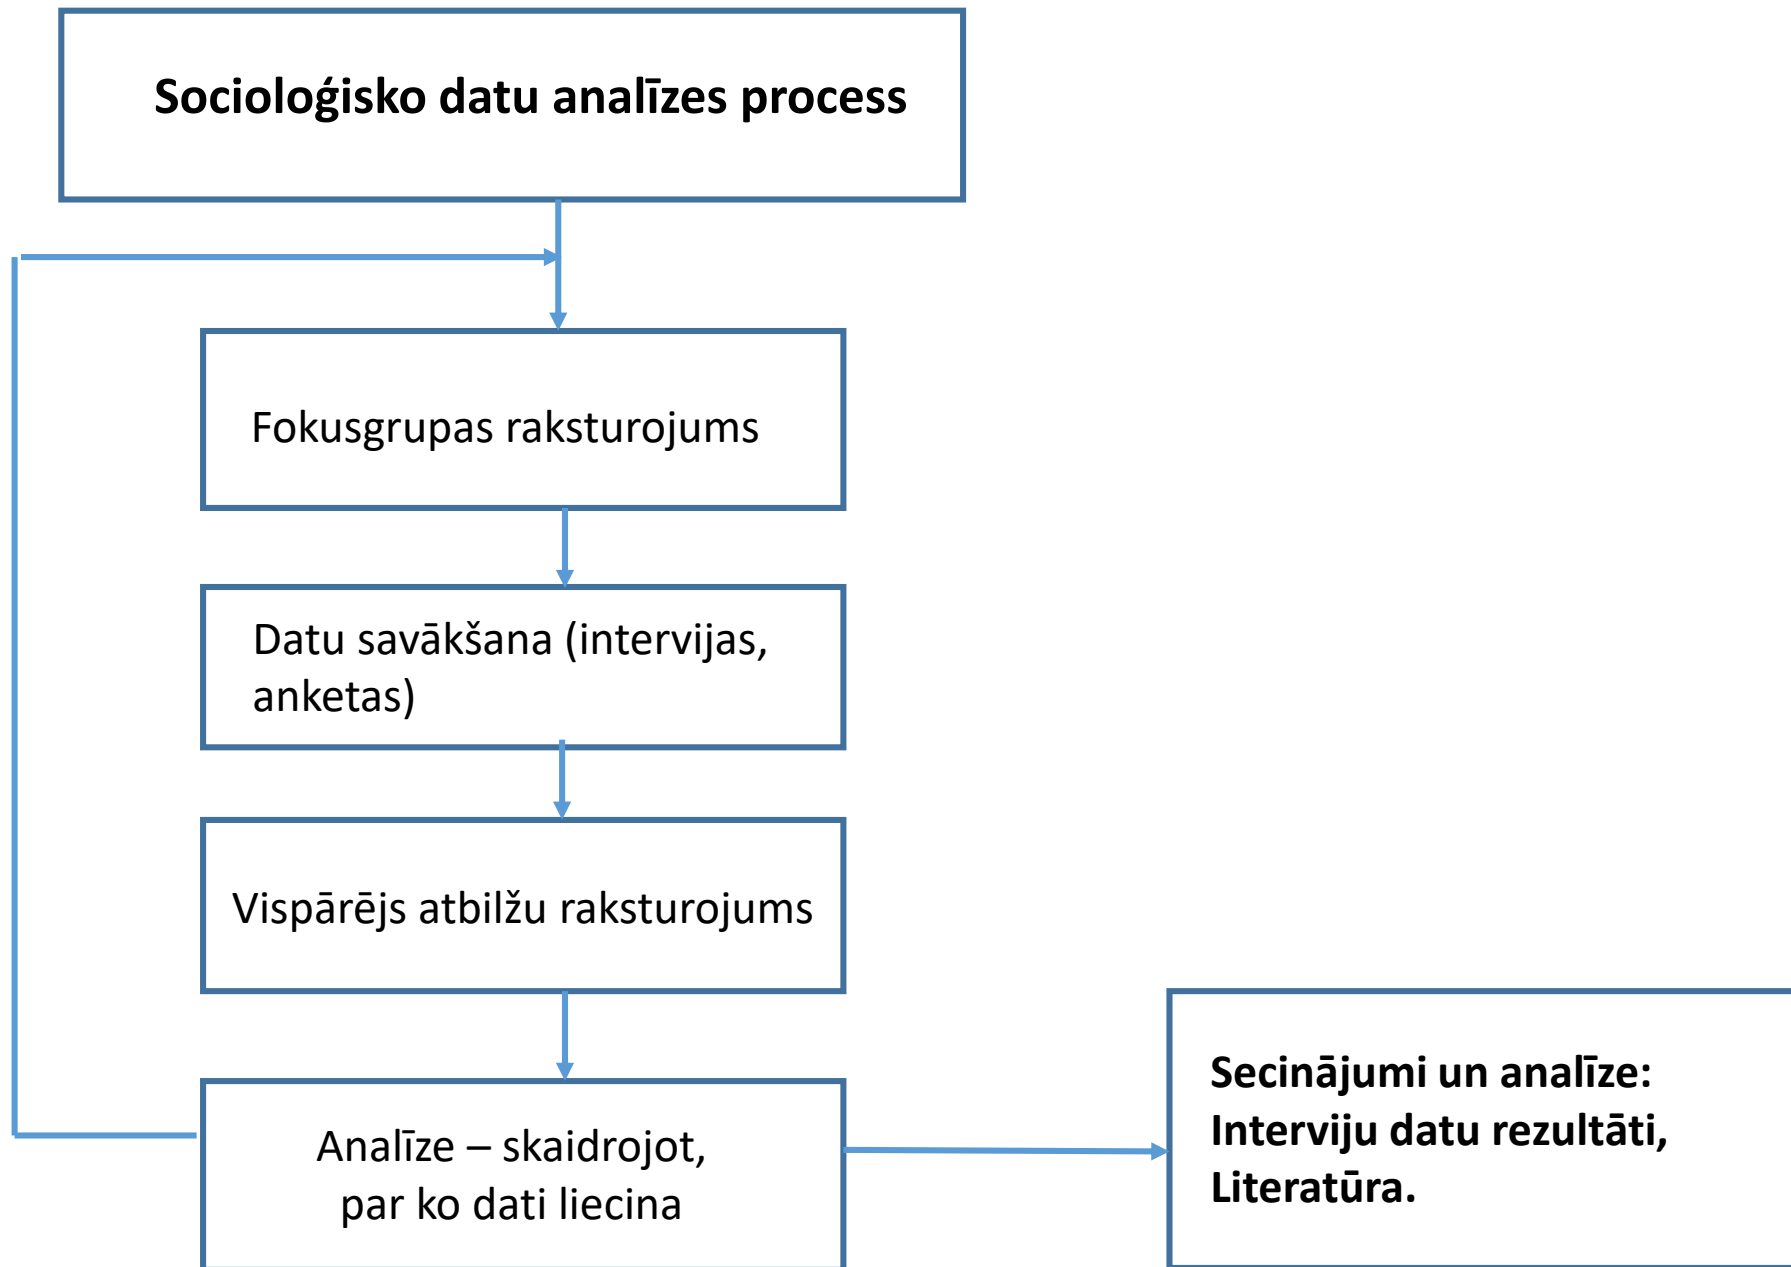 Socioloģisko datu analīzes process
Fokusgrupas raksturojums
Datu savākšana (intervijas,
anketas)
Vispārējs atbilžu raksturojums
Analīze – skaidrojot,
par ko dati liecina
Secinājumi un analīze:
Interviju datu rezultāti,
Literatūra.